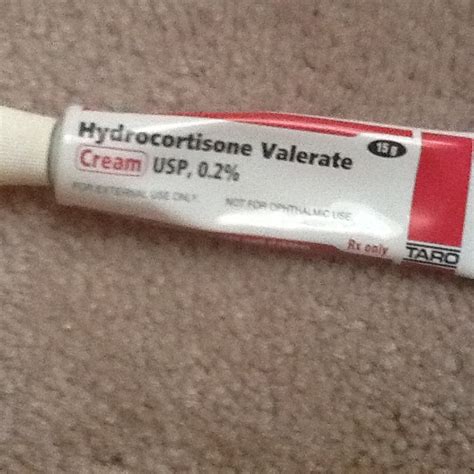 Hydrocortisone Valerate 15 g
Cream USP, 0.2%
FOR EXTERNAL USE ONLY. NOT FOR OPHTHALMIC USE.
Rx only
TARO